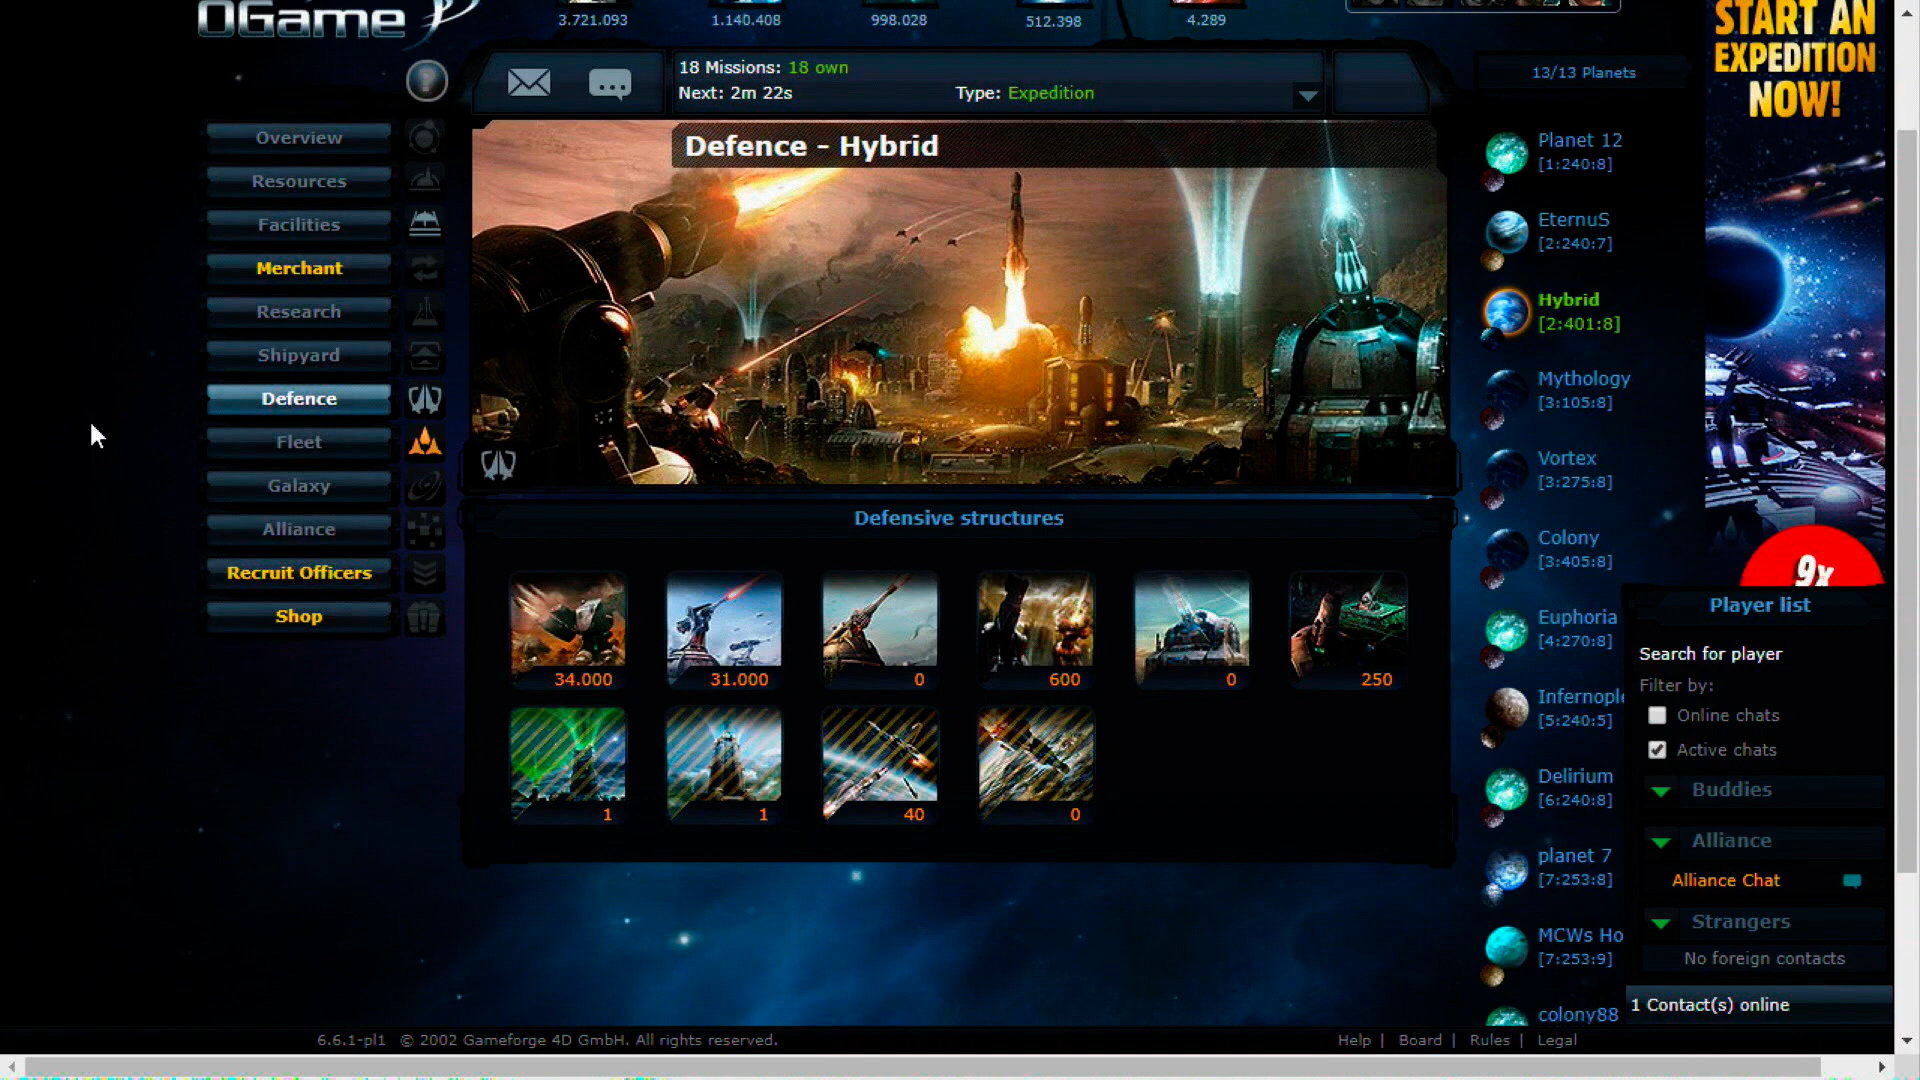 OGame
3.721.093
1.140.408
998.028
512.398
4.289
18 Missions: 18 own
Next: 2m 22s
Type: Expedition
13/13 Planets
START AN
EXPEDITION
NOW!
Overview
Resources
Facilities
Merchant
Research
Shipyard
Defence
Fleet
Galaxy
Alliance
Recruit Officers
Shop
Defence - Hybrid
Defensive structures
34.000
31.000
0
600
0
250
1
1
40
0
Planet 12
[1:240:8]
EternuS
[2:240:7]
Hybrid
[2:401:8]
Mythology
[3:105:8]
Vortex
[3:275:8]
Colony
[3:405:8]
Euphoria
[4:270:8]
Infernople
[5:240:5]
Delirium
[6:240:8]
planet 7
[7:253:8]
MCWs Ho
[7:253:9]
colony88
9x
Player list
Search for player
Filter by:
Online chats
Active chats
Buddies
Alliance
Alliance Chat
Strangers
No foreign contacts
1 Contact(s) online
6.6.1-pl1 © 2002 Gameforge 4D GmbH. All rights reserved.
Help | Board | Rules | Legal